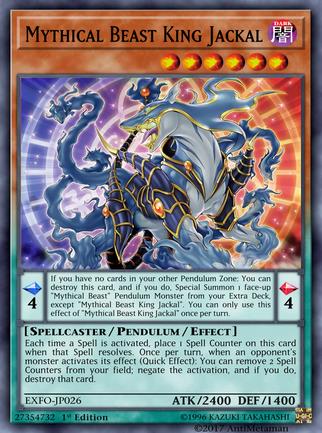 MYTHICAL BEAST KING JACKAL
DARK
闇
If you have no cards in your other Pendulum Zone: You can
destroy this card, and if you do, Special Summon 1 face-up
"Mythical Beast" Pendulum Monster from your Extra Deck,
except "Mythical Beast King Jackal". You can only use this
effect of "Mythical Beast King Jackal" once per turn.
4
4
[SPELLCASTER / PENDULUM / EFFECT]
Each time a Spell is activated, place 1 Spell Counter on this card
when that Spell resolves. Once per turn, when an opponent's
monster activates its effect (Quick Effect): You can remove 2 Spell
Counters from your field; negate the activation, and if you do,
destroy that card.
EXFO-JP026
ATK/2400 DEF/1400
27354732
1st Edition
©1996 KAZUKI TAKAHASHI
©2017 AntiMetaman